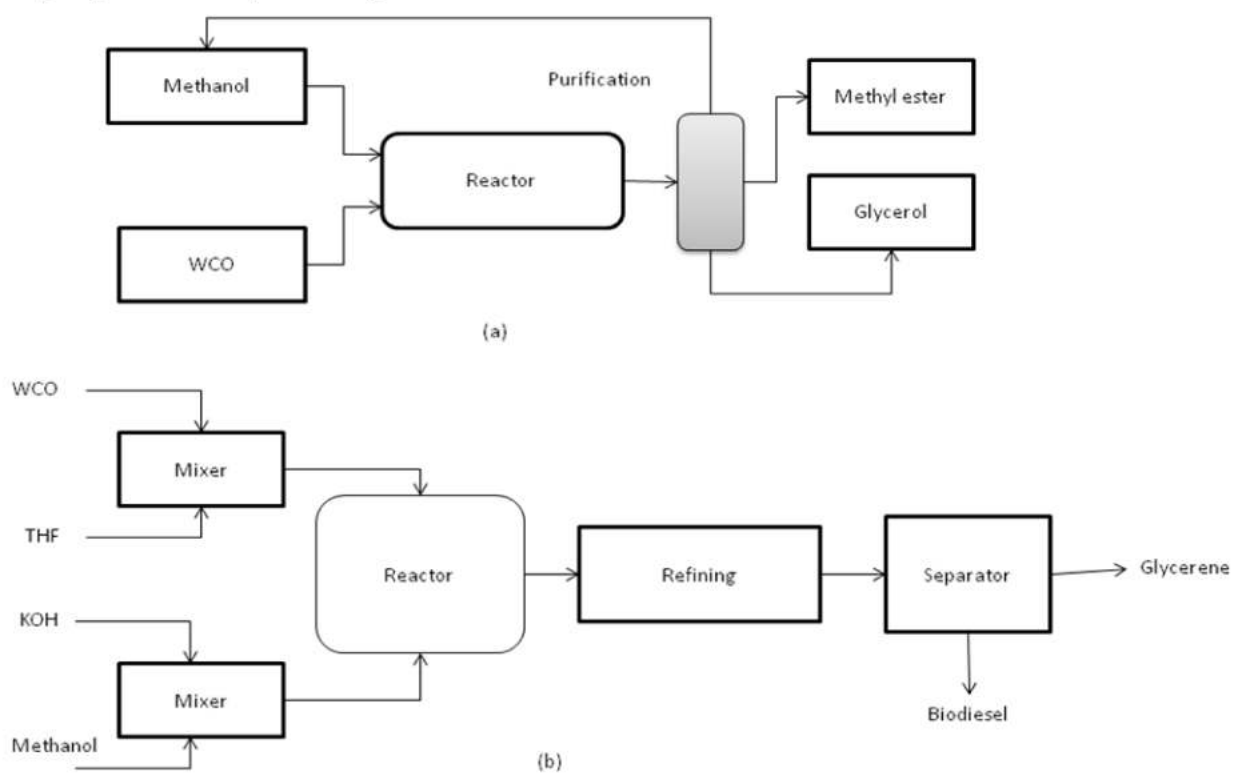 Methanol
Purification
Methyl ester
Reactor
Glycerol
WCO
(a)
WCO
Mixer
THF
Reactor
Refining
Separator
Glycerene
KOH
Mixer
Biodiesel
Methanol
(b)